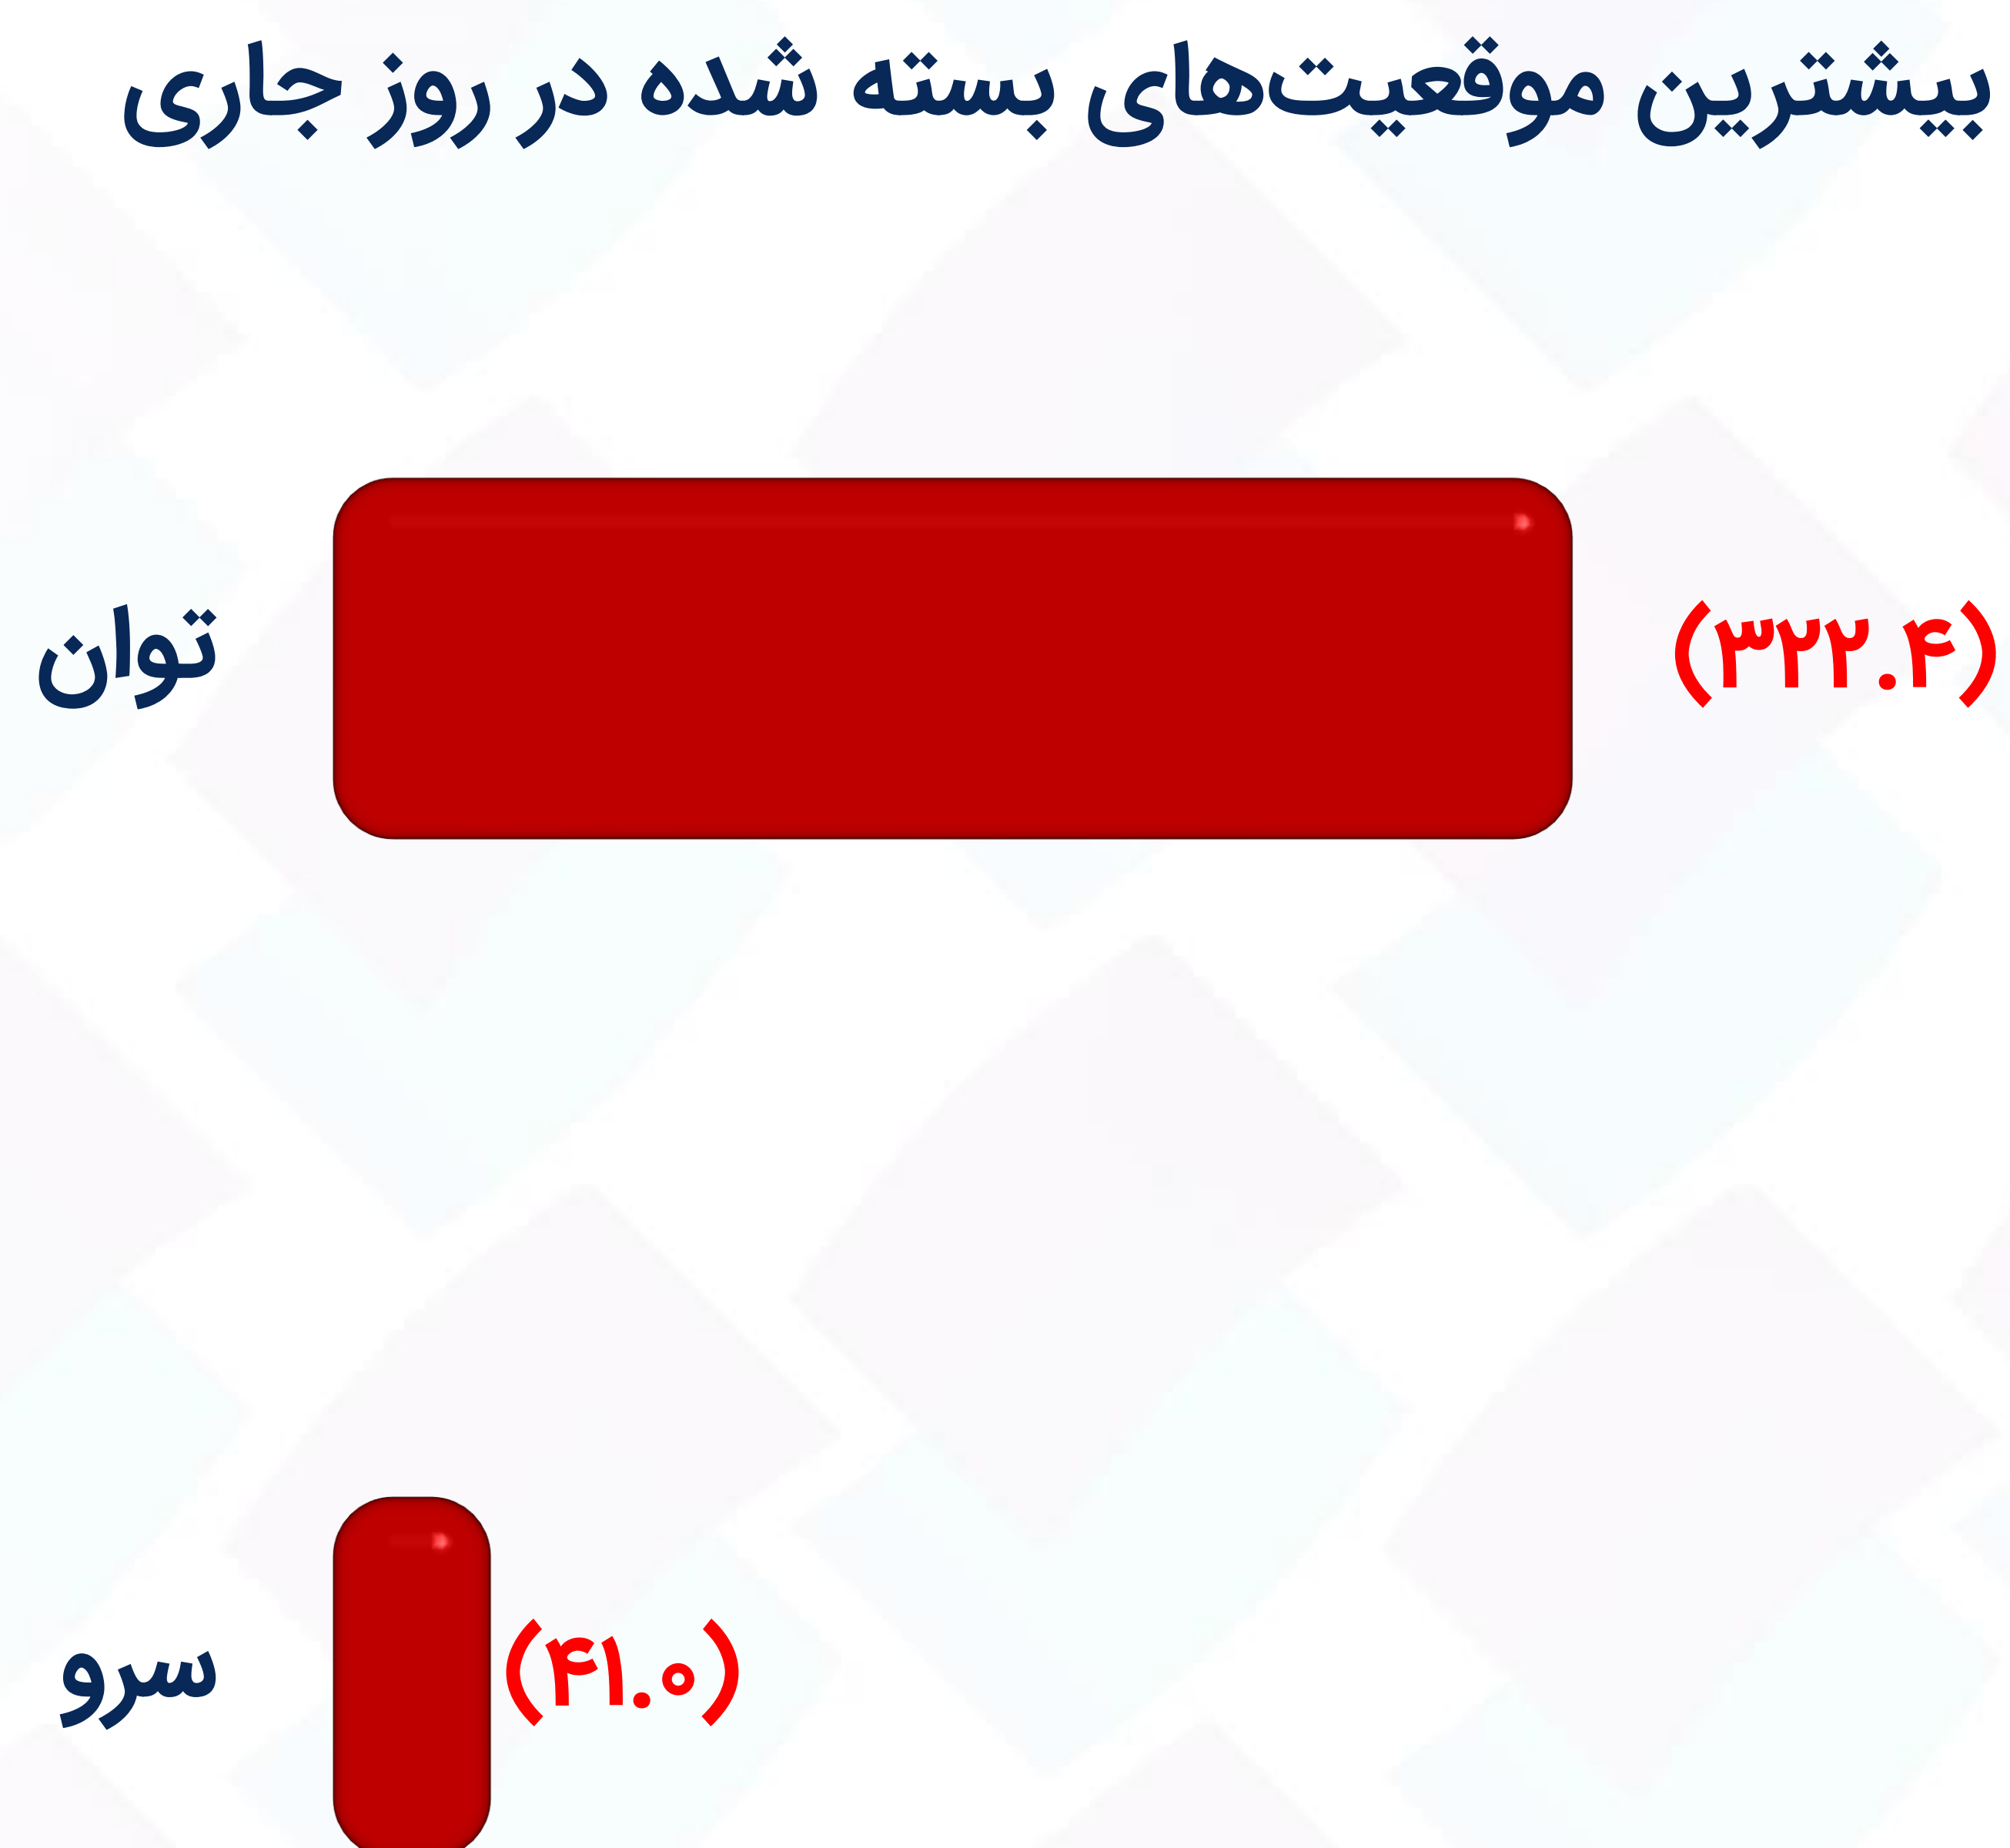 بیشترین موقعیت‌های بسته شده در روز جاری
توان
(۳۲۲.۴)
سرو
(۴۱.۰)